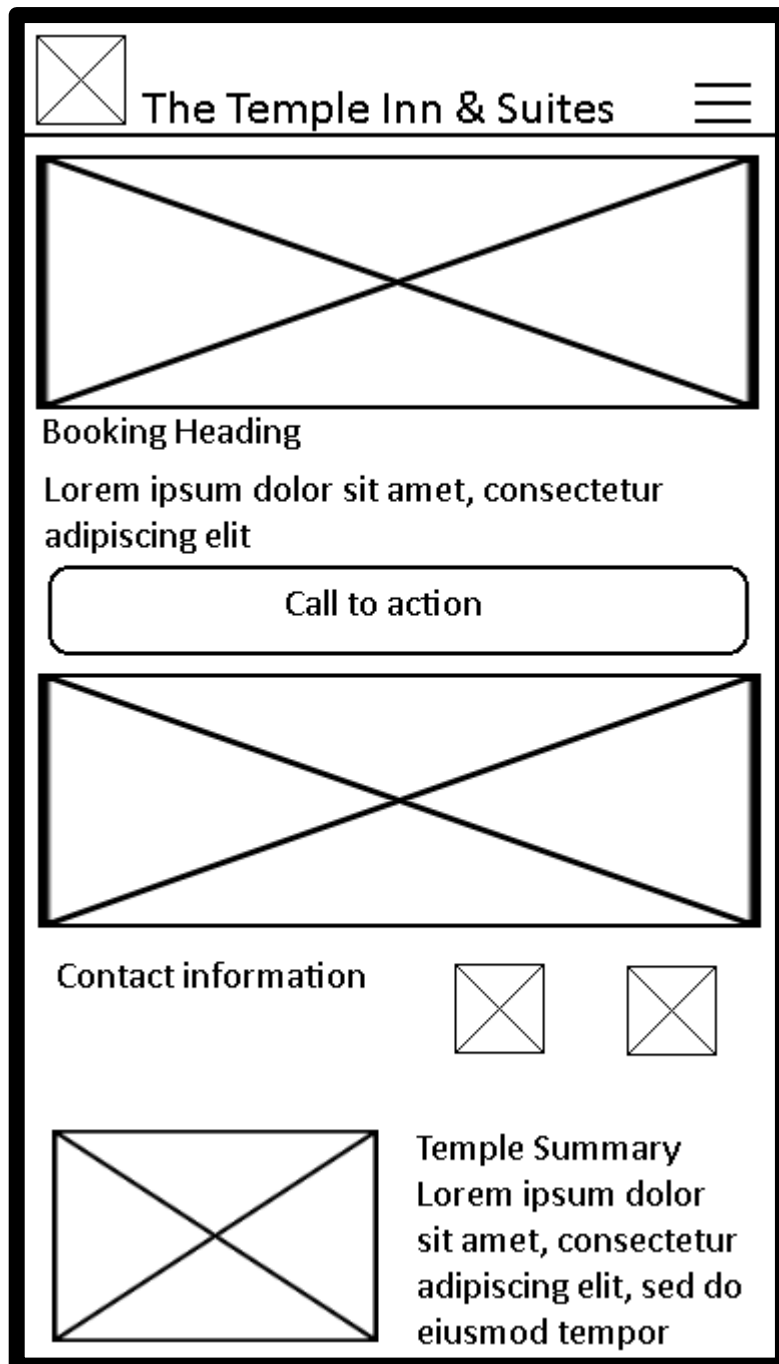 The Temple Inn & Suites
Booking Heading
Lorem ipsum dolor sit amet, consectetur
adipiscing elit
Call to action
Contact information
Temple Summary
Lorem ipsum dolor
sit amet, consectetur
adipiscing elit, sed do
eiusmod tempor